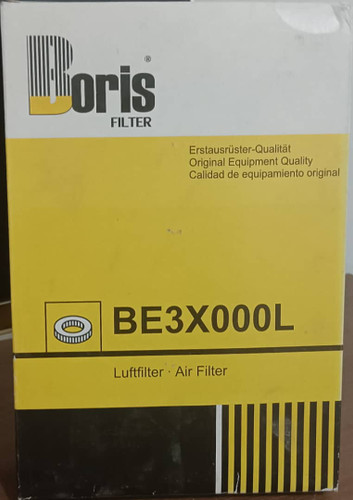 Boris®
FILTER
Erstausrüster-Qualität
Original Equipment Quality
Calidad de equipamiento original
BE3X000L
Luftfilter · Air Filter